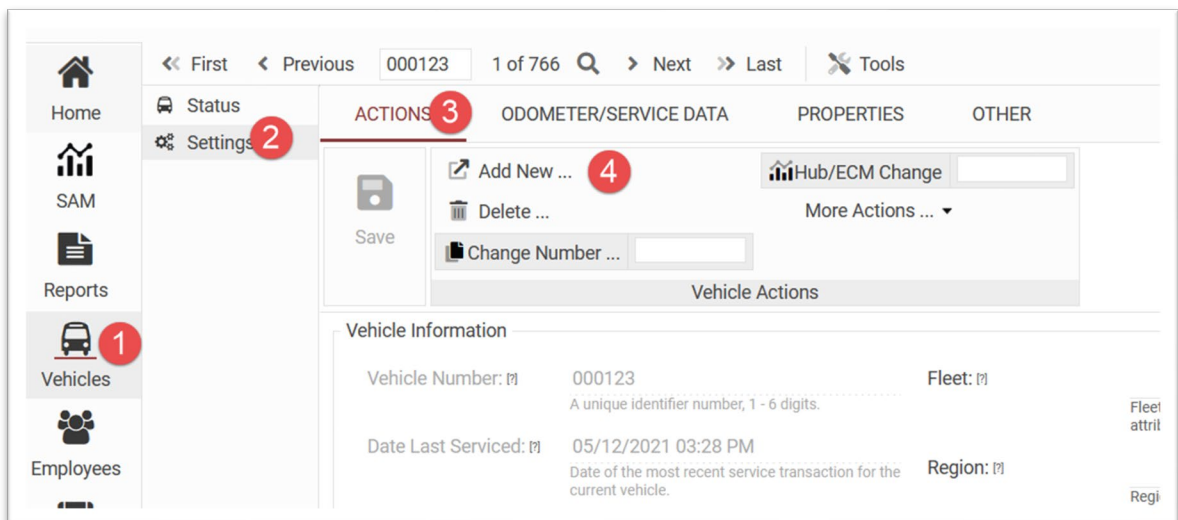 First Previous 000123 1 of 766 Next Last Tools
Home
SAM
Reports
1
Vehicles
Employees
Status
Settings 2
ACTIONS 3 ODOMETER/SERVICE DATA PROPERTIES OTHER
Save
Add New ... 4
Delete ...
Change Number ...
Hub/ECM Change
More Actions ...
Vehicle Actions
Vehicle Information
Vehicle Number: [?] 000123
A unique identifier number, 1 - 6 digits.
Date Last Serviced: [?] 05/12/2021 03:28 PM
Date of the most recent service transaction for the
current vehicle.
Fleet: [?]
Fleet
attrib
Region: [?]
Regi